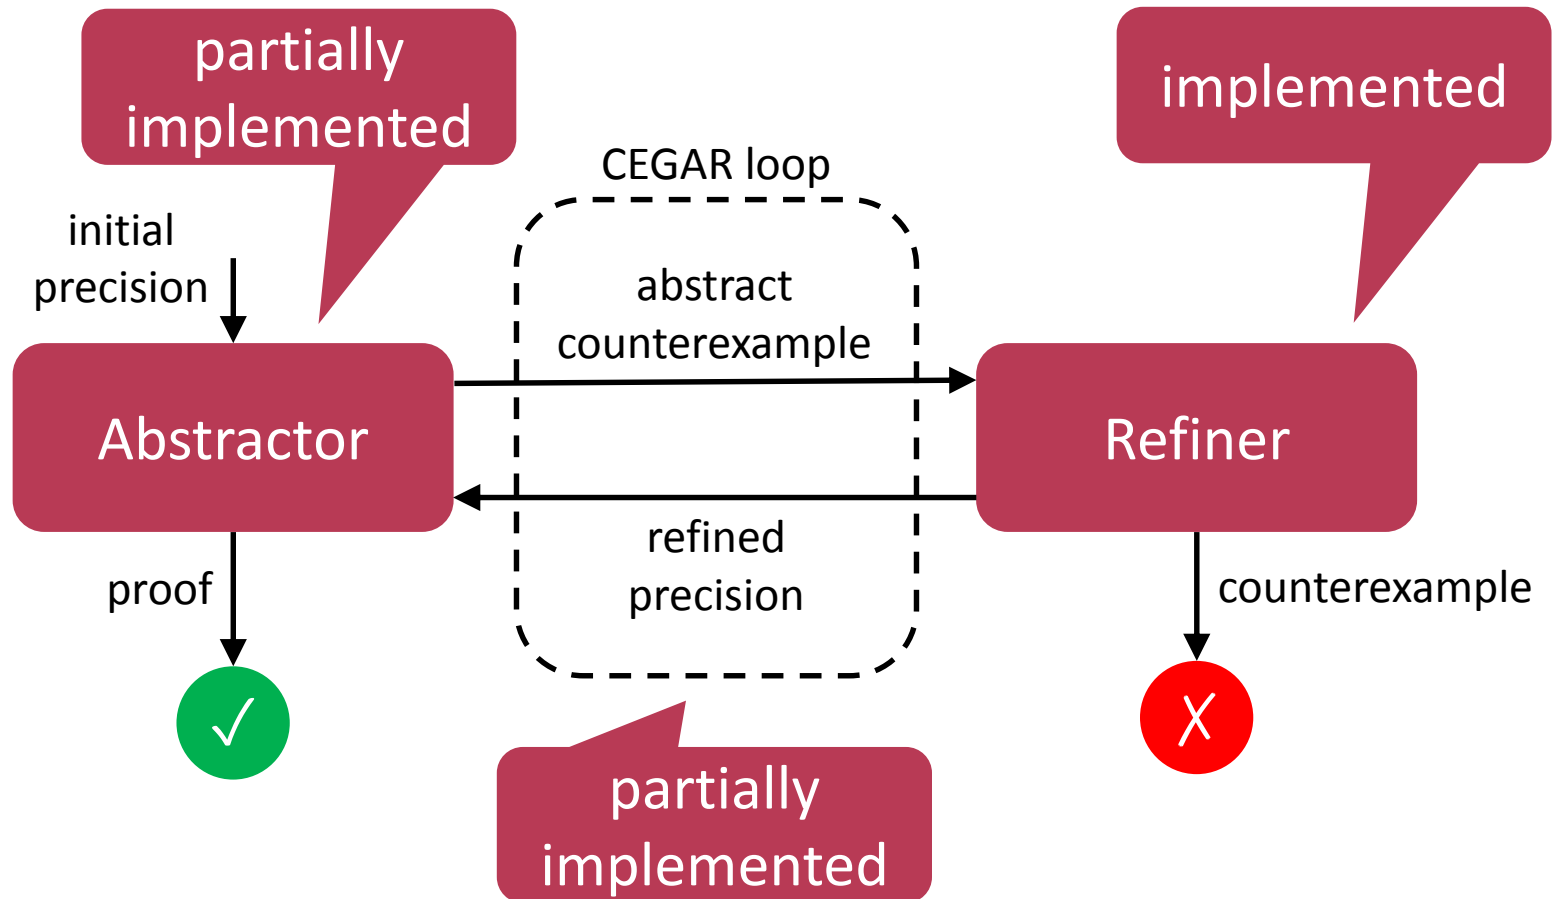 partially
implemented
implemented
CEGAR loop
initial
precision
abstract
counterexample
Abstractor
Refiner
refined
precision
proof
counterexample
✓
✗
partially
implemented